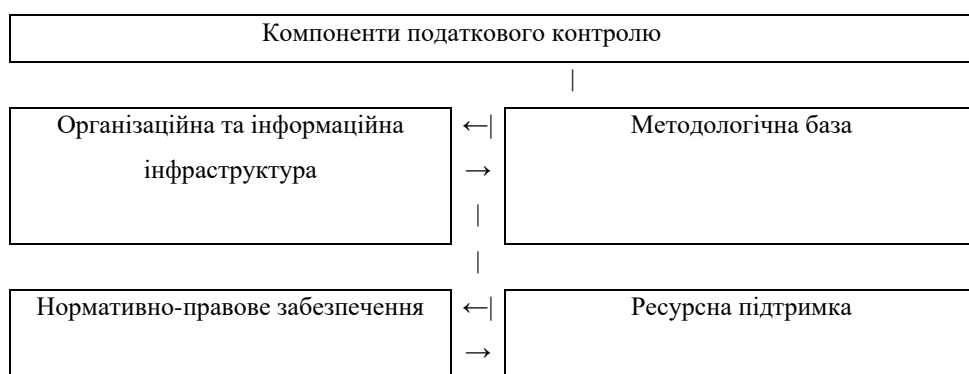 Компоненти податкового контролю
|
Організаційна та інформаційна
←|
Методологічна база
інфраструктура
→
|
|
Нормативно-правове забезпечення
←|
Ресурсна підтримка
→